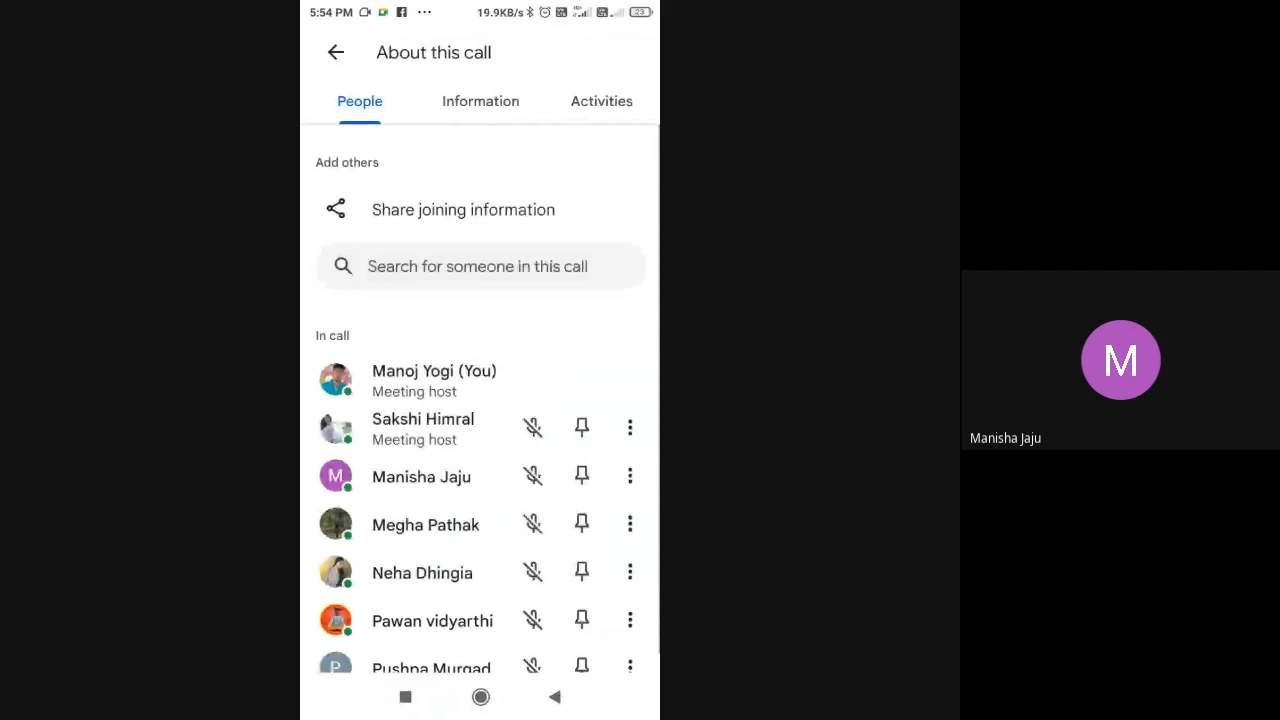 5:54 PM 19.9KB/s 23
About this call
People Information Activities
Add others
Share joining information
Search for someone in this call
In call
Manoj Yogi (You)
Meeting host
Sakshi Himral
Meeting host
M Manisha Jaju
Megha Pathak
Neha Dhingia
Pawan vidyarthi
P Pushpa Murgad
M
Manisha Jaju